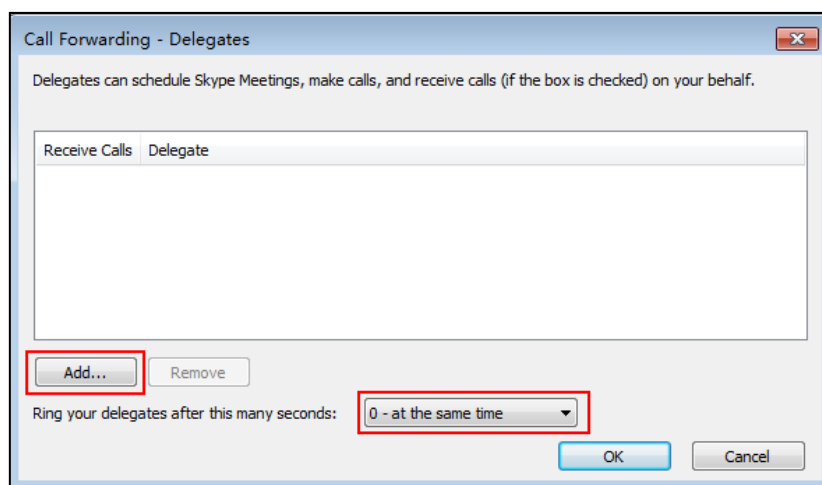 Call Forwarding - Delegates
Delegates can schedule Skype Meetings, make calls, and receive calls (if the box is checked) on your behalf.
Receive Calls Delegate
Add... Remove
Ring your delegates after this many seconds: 0 - at the same time
OK Cancel